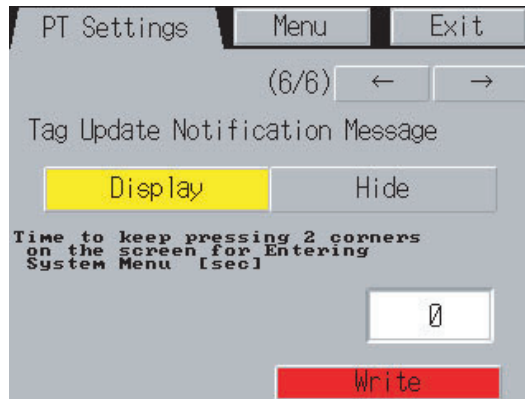 PT Settings Menu Exit
(6/6) ← →
Tag Update Notification Message
Display Hide
Time to keep pressing 2 corners
on the screen for Entering
System Menu [sec]
0
Write